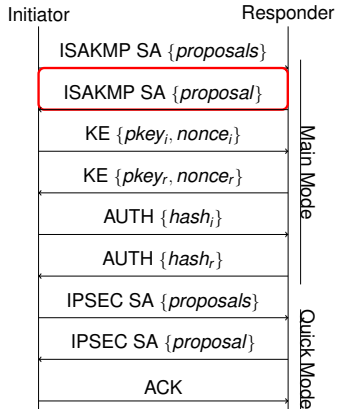 Initiator
Responder
ISAKMP SA {proposals}
ISAKMP SA {proposal}
KE {pkeyᵢ, nonceᵢ}
KE {pkeyᵣ, nonceᵣ}
AUTH {hashᵢ}
AUTH {hashᵣ}
Main Mode
IPSEC SA {proposals}
IPSEC SA {proposal}
ACK
Quick Mode